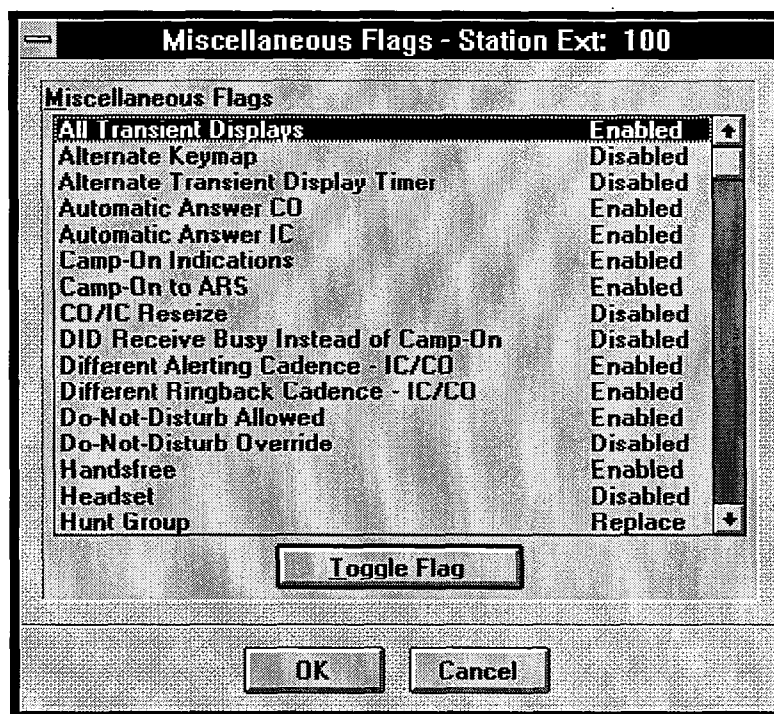 Miscellaneous Flags - Station Ext: 100
Miscellaneous Flags
All Transient Displays Enabled
Alternate Keymap Disabled
Alternate Transient Display Timer Disabled
Automatic Answer CO Enabled
Automatic Answer IC Enabled
Camp-On Indications Enabled
Camp-On to ARS Enabled
CO/IC Reseize Disabled
DID Receive Busy Instead of Camp-On Disabled
Different Alerting Cadence - IC/CO Enabled
Different Ringback Cadence - IC/CO Enabled
Do-Not-Disturb Allowed Enabled
Do-Not-Disturb Override Disabled
Handsfree Enabled
Headset Disabled
Hunt Group Replace
Toggle Flag
OK Cancel